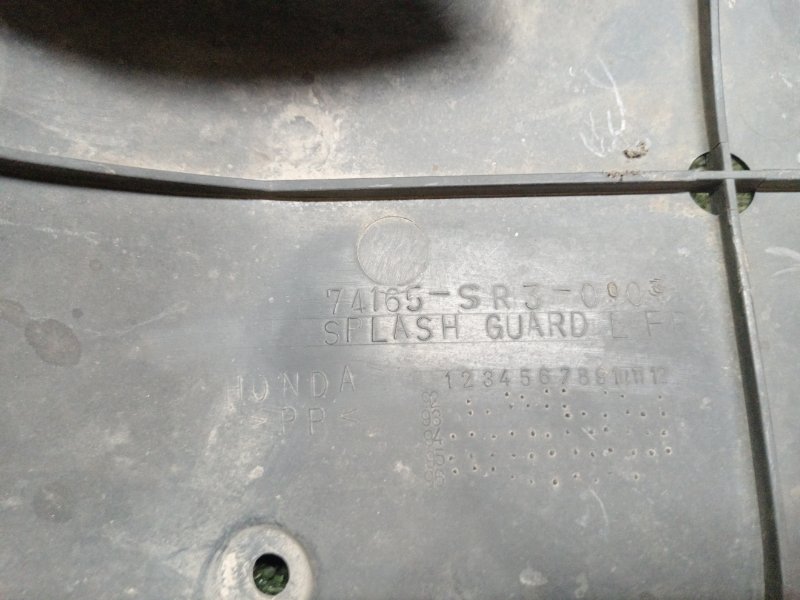 74165-SR3-0003
SPLASH GUARD L F
HONDA
>PP<
1 2 3 4 5 6 7 8 9 10 11 12